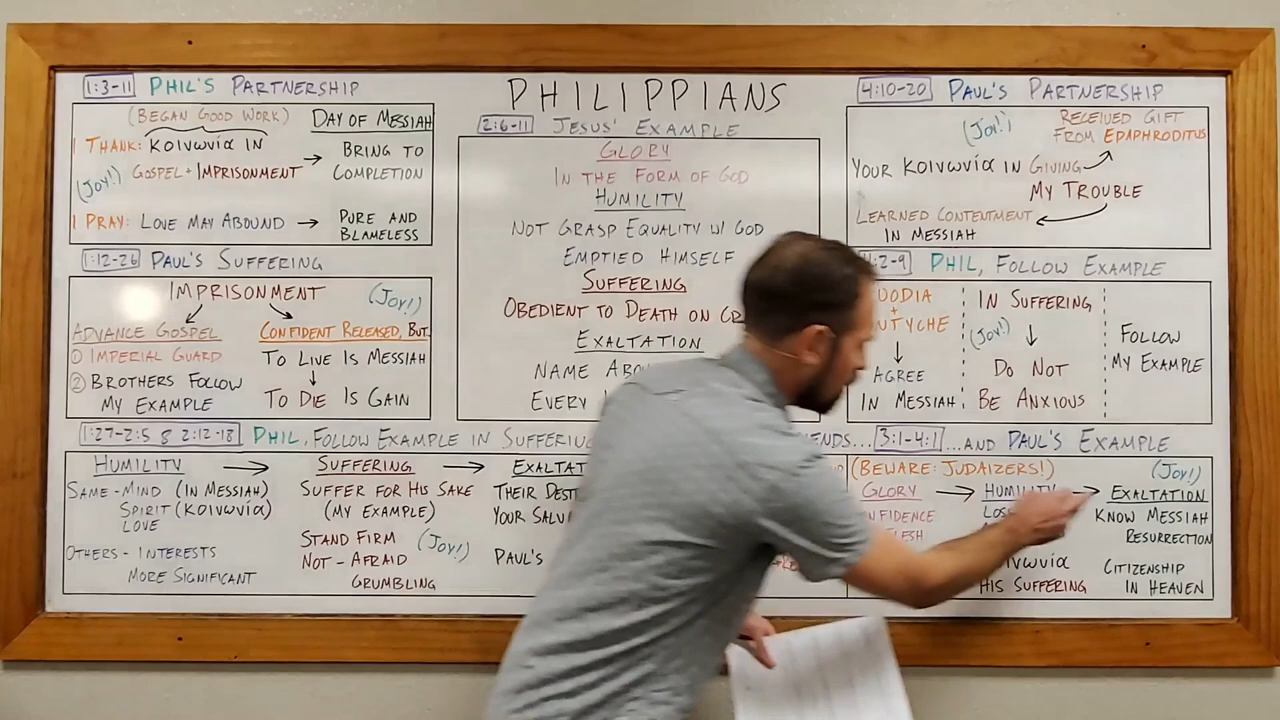 PHILIPPIANS
1:3-11 PHIL'S PARTNERSHIP
(BEGAN GOOD WORK) DAY OF MESSIAH
I THANK: Κοινωνία IN
GOSPEL + IMPRISONMENT → BRING TO
COMPLETION
(JOY!)
I PRAY: LOVE MAY ABOUND → PURE AND
BLAMELESS
1:12-26 PAUL'S SUFFERING
IMPRISONMENT (JOY!)
ADVANCE GOSPEL
① IMPERIAL GUARD
② BROTHERS FOLLOW
MY EXAMPLE
CONFIDENT RELEASED, BUT
TO LIVE IS MESSIAH
TO DIE IS GAIN
2:6-11 JESUS' EXAMPLE
GLORY
IN THE FORM OF GOD
HUMILITY
NOT GRASP EQUALITY W/ GOD
EMPTIED HIMSELF
SUFFERING
OBEDIENT TO DEATH ON
EXALTATION
NAME
EVERY
4:10-20 PAUL'S PARTNERSHIP
(JOY!)
RECEIVED GIFT
FROM EPAPHRODITUS
YOUR Κοινωνία IN GIVING
MY TROUBLE
LEARNED CONTENTMENT
IN MESSIAH
2-9 PHIL, FOLLOW EXAMPLE
+
AGREE
IN MESSIAH
IN SUFFERING
(JOY!)
DO NOT
BE ANXIOUS
FOLLOW
MY EXAMPLE
1:27-2:5 & 2:12-18 PHIL, FOLLOW EXAMPLE IN SUFFERING
HUMILITY →
SAME-MIND (IN MESSIAH)
SPIRIT (Κοινωνία)
LOVE
OTHERS - INTERESTS
MORE SIGNIFICANT
SUFFERING →
SUFFER FOR HIS SAKE
(MY EXAMPLE)
STAND FIRM
NOT - AFRAID (JOY!)
GRUMBLING
THEIR
YOUR
PAUL'S
3:1-4:1 ...AND PAUL'S EXAMPLE
(BEWARE: JUDAIZERS!) (JOY!)
GLORY → HUMILITY → EXALTATION
KNOW MESSIAH
RESURRECTION
HIS SUFFERING
CITIZENSHIP
IN HEAVEN